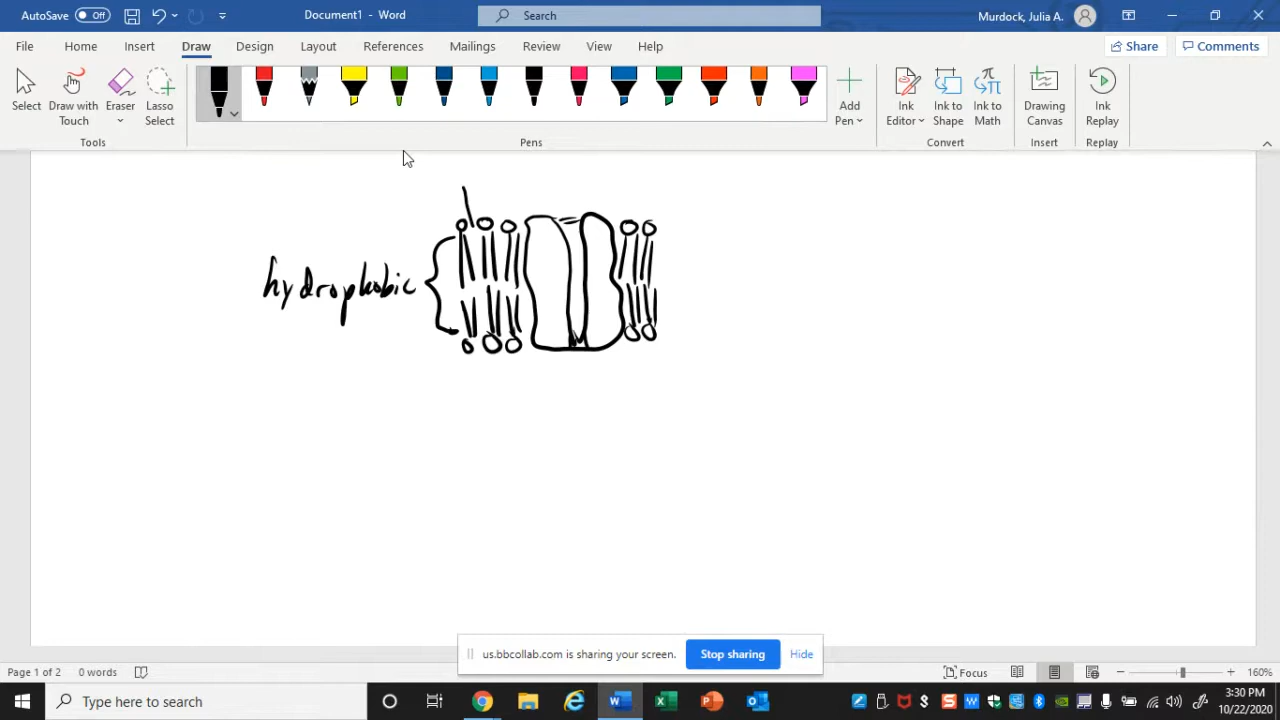 AutoSave Off Document1 - Word Search Murdock, Julia A.
File Home Insert Draw Design Layout References Mailings Review View Help Share Comments
Select Draw with Touch Eraser Lasso Select Add Pen Ink Editor Ink to Shape Ink to Math Drawing Canvas Ink Replay
Tools Pens Convert Insert Replay
hydrophobic
us.bbcollab.com is sharing your screen. Stop sharing Hide
Page 1 of 2 0 words Focus 160%
Type here to search 3:30 PM
10/22/2020